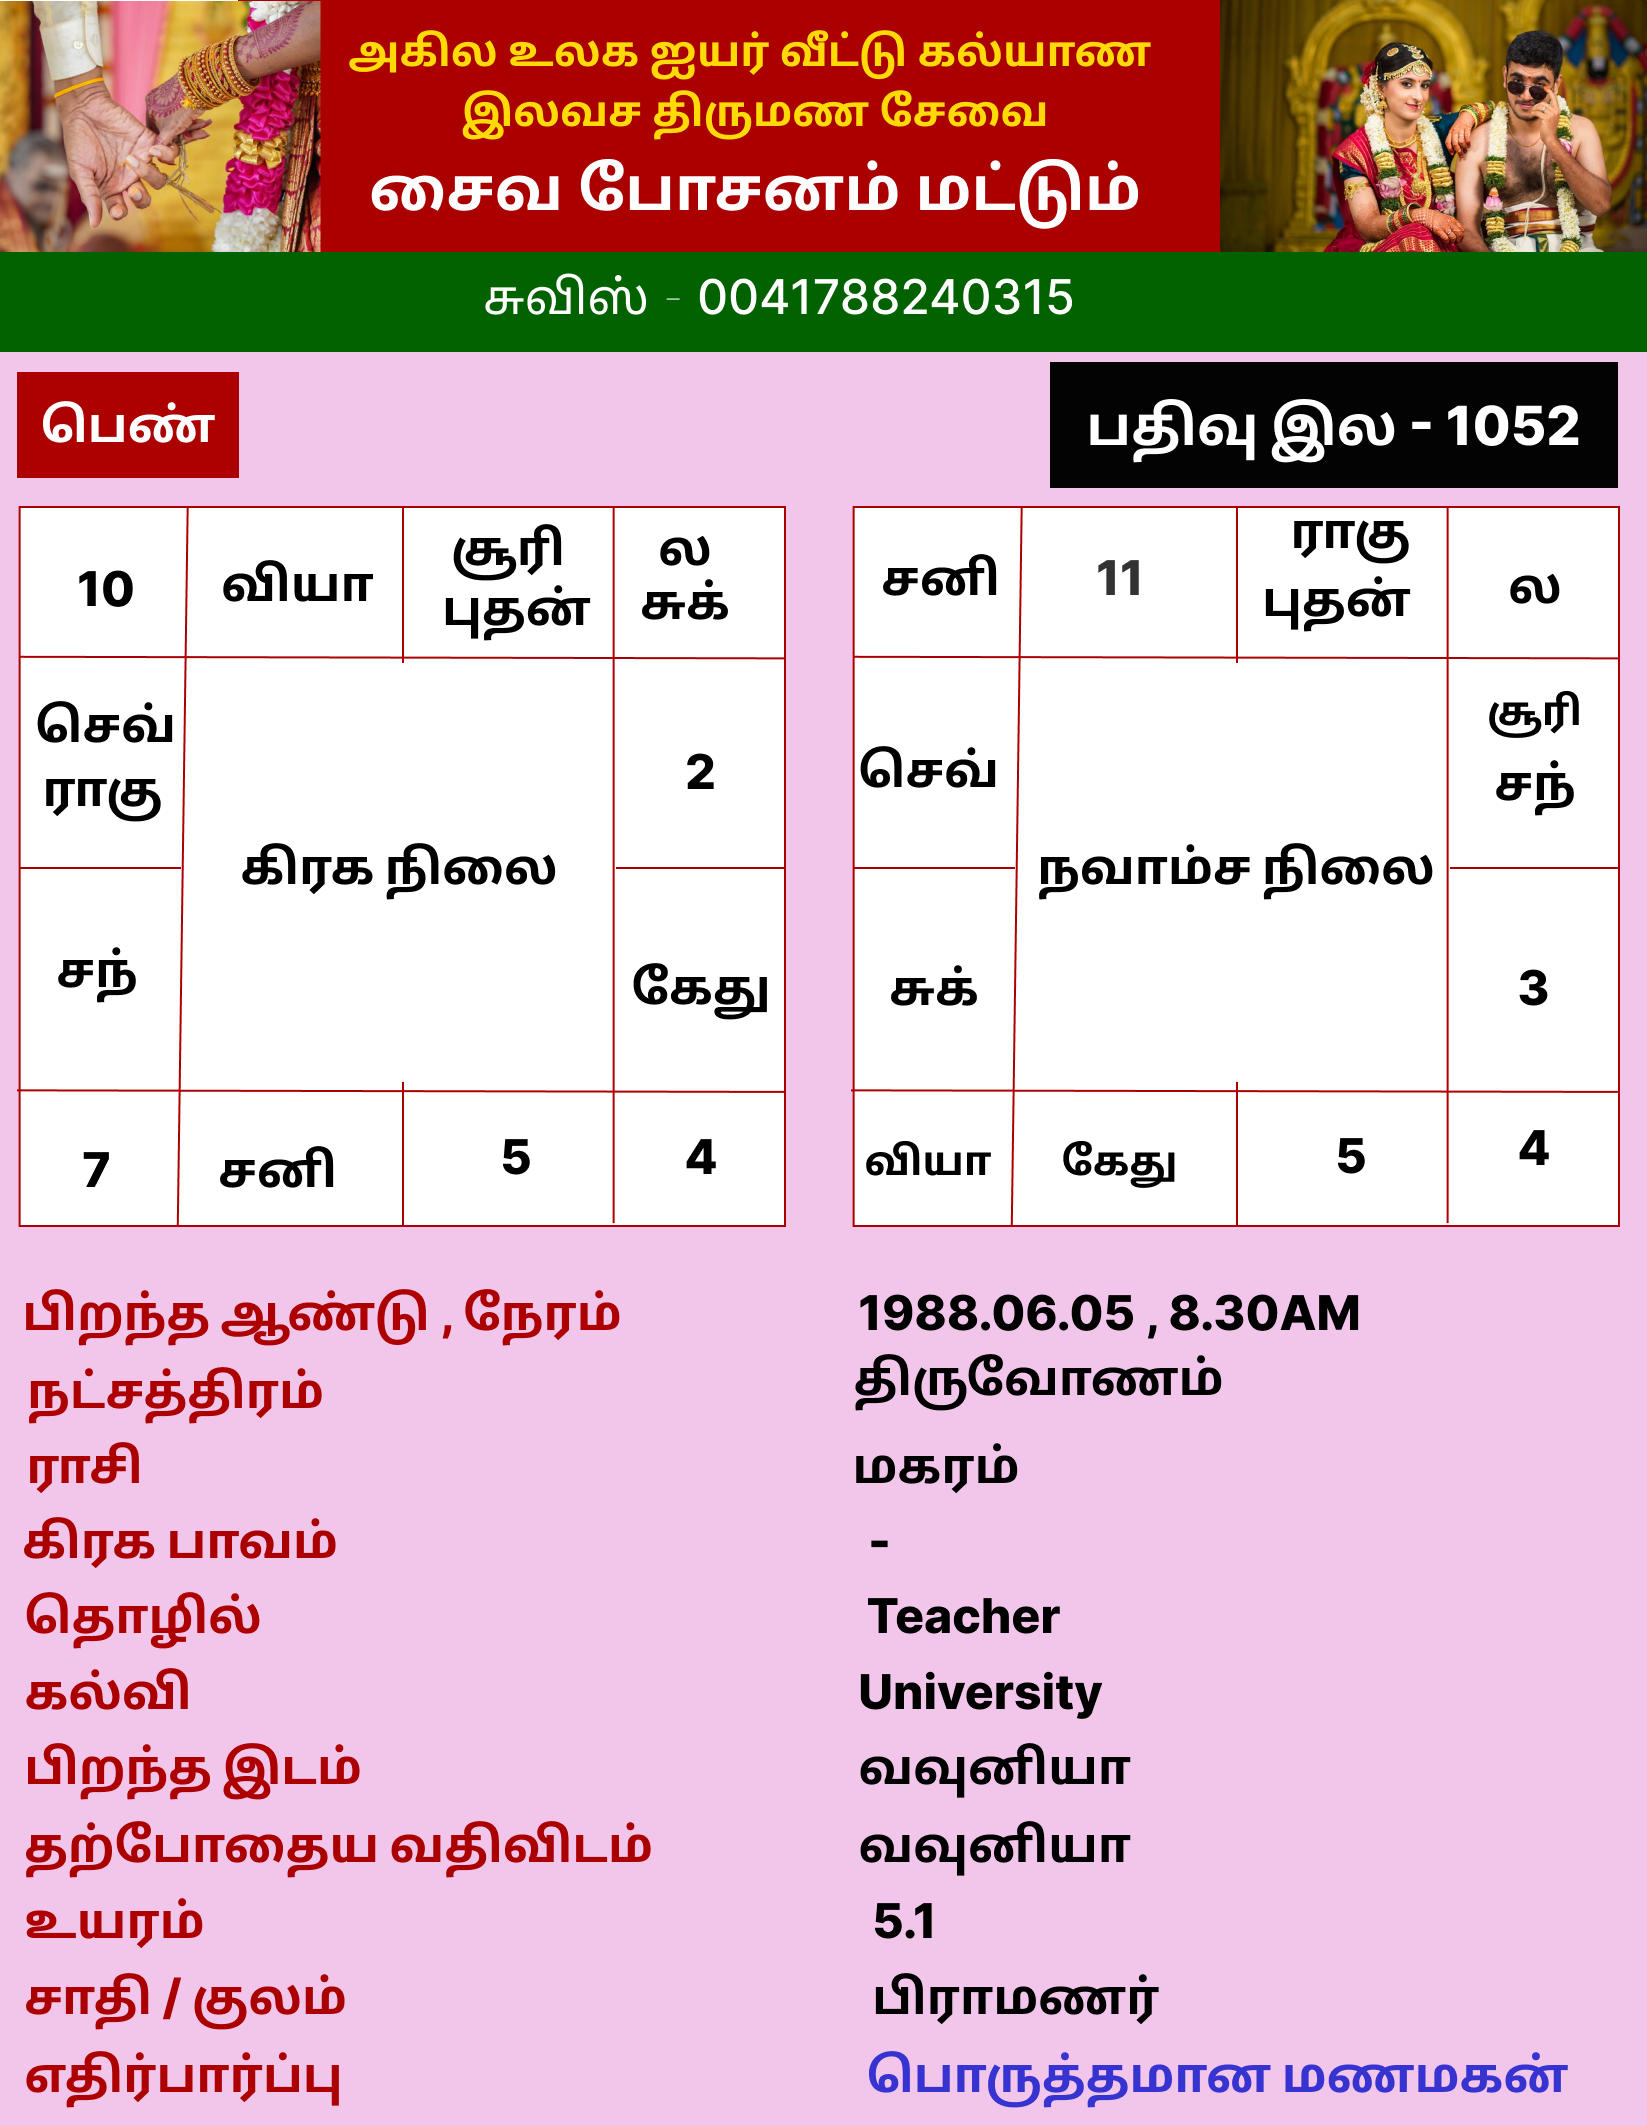 அகில உலக ஐயர் வீட்டு கல்யாண
இலவச திருமண சேவை
சைவ போசனம் மட்டும்
சுவிஸ் - 0041788240315
பெண்
பதிவு இல - 1052
10
வியா
சூரி
புதன்
ல
சுக்
செவ்
ராகு
2
கிரக நிலை
சந்
கேது
7
சனி
5
4
சனி
11
ராகு
புதன்
ல
செவ்
சூரி
சந்
நவாம்ச நிலை
சுக்
3
வியா
கேது
5
4
பிறந்த ஆண்டு , நேரம் 1988.06.05 , 8.30AM
நட்சத்திரம் திருவோணம்
ராசி மகரம்
கிரக பாவம் -
தொழில் Teacher
கல்வி University
பிறந்த இடம் வவுனியா
தற்போதைய வதிவிடம் வவுனியா
உயரம் 5.1
சாதி / குலம் பிராமணர்
எதிர்பார்ப்பு பொருத்தமான மணமகன்